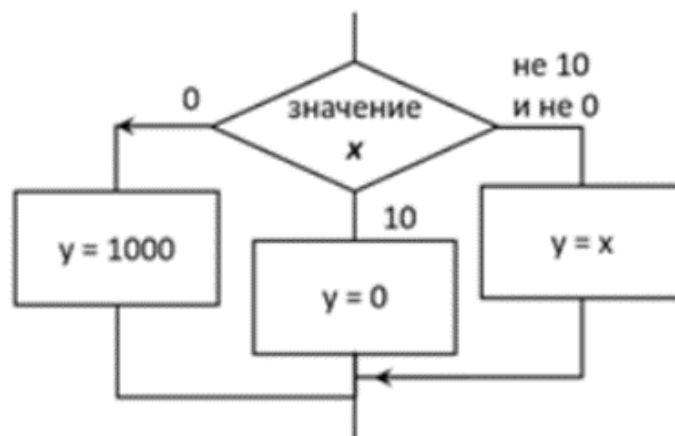 0
значение
x
не 10
и не 0
10
y = 1000
y = 0
y = x